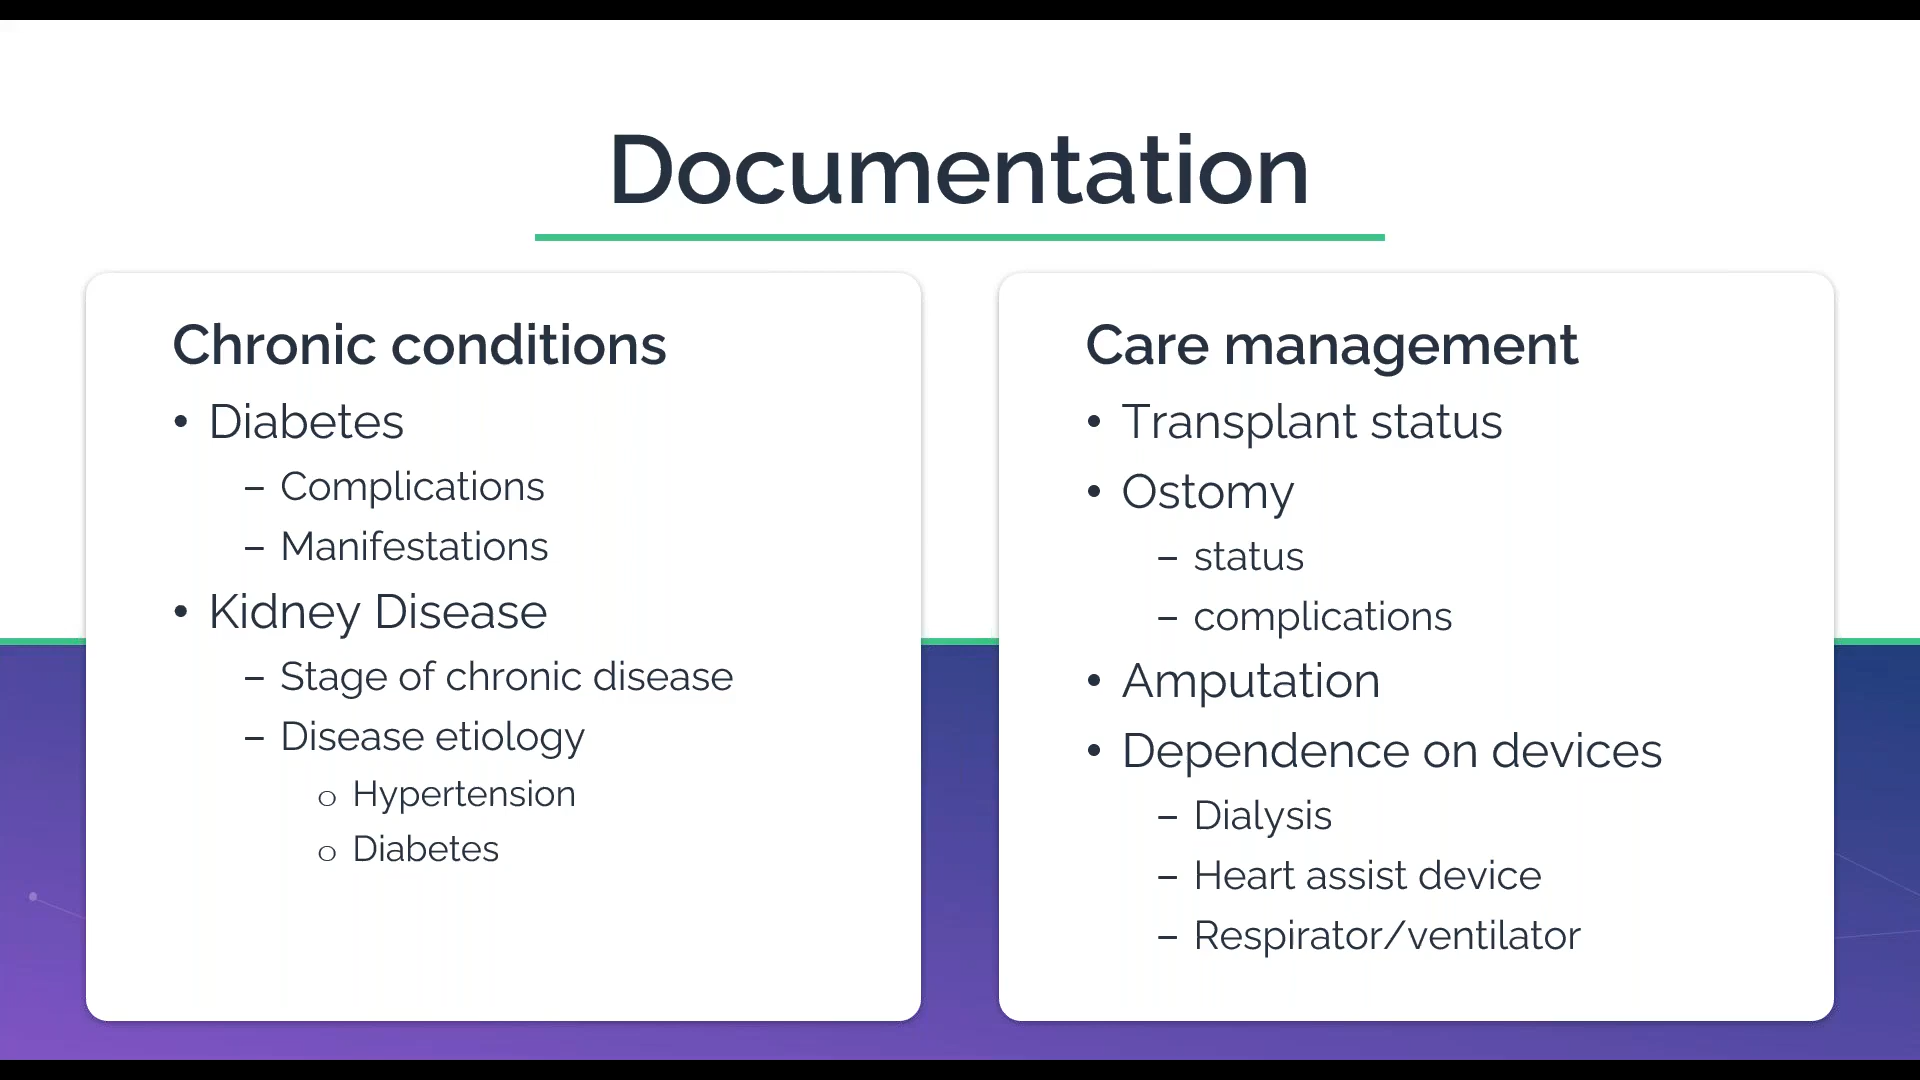 Documentation
Chronic conditions
• Diabetes
– Complications
– Manifestations
• Kidney Disease
– Stage of chronic disease
– Disease etiology
o Hypertension
o Diabetes
Care management
• Transplant status
• Ostomy
– status
– complications
• Amputation
• Dependence on devices
– Dialysis
– Heart assist device
– Respirator/ventilator